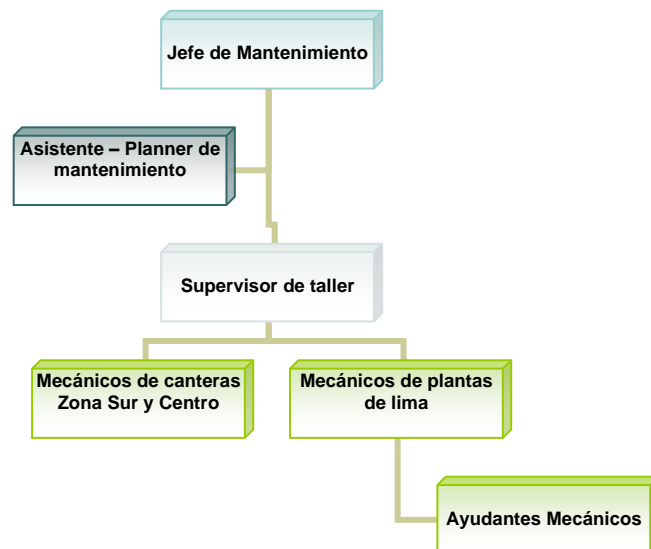 Jefe de Mantenimiento
Asistente – Planner de
mantenimiento
Supervisor de taller
Mecánicos de canteras
Zona Sur y Centro
Mecánicos de plantas
de lima
Ayudantes Mecánicos